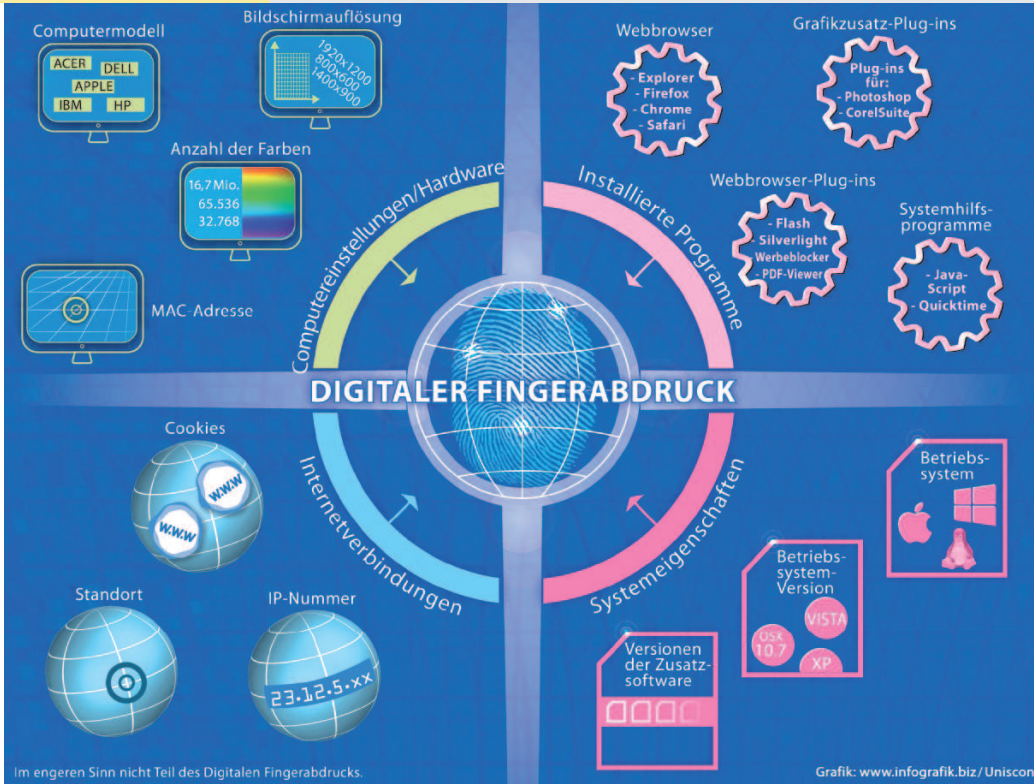 Computermodell
ACER
DELL
APPLE
IBM
HP
Bildschirmauflösung
1920x1200
800x600
1400x900
Anzahl der Farben
16,7 Mio.
65.536
32.768
MAC-Adresse
Computereinstellungen/Hardware
Webbrowser
- Explorer
- Firefox
- Chrome
- Safari
Grafikzusatz-Plug-ins
Plug-ins
für:
- Photoshop
- CorelSuite
Webbrowser-Plug-ins
- Flash
- Silverlight
- Werbeblocker
- PDF-Viewer
Systemhilfs-
programme
- Java-
Script
- Quicktime
Installierte Programme
DIGITALER FINGERABDRUCK
Cookies
W.W.W
W.W.W
Standort
IP-Nummer
23.12.5.xx
Internetverbindungen
Systemeigenschaften
Betriebs-
system
Betriebs-
system-
Version
VISTA
OSX
10.7
XP
Versionen
der Zusatz-
software
Im engeren Sinn nicht Teil des Digitalen Fingerabdrucks.
Grafik: www.infografik.biz/Uniscon